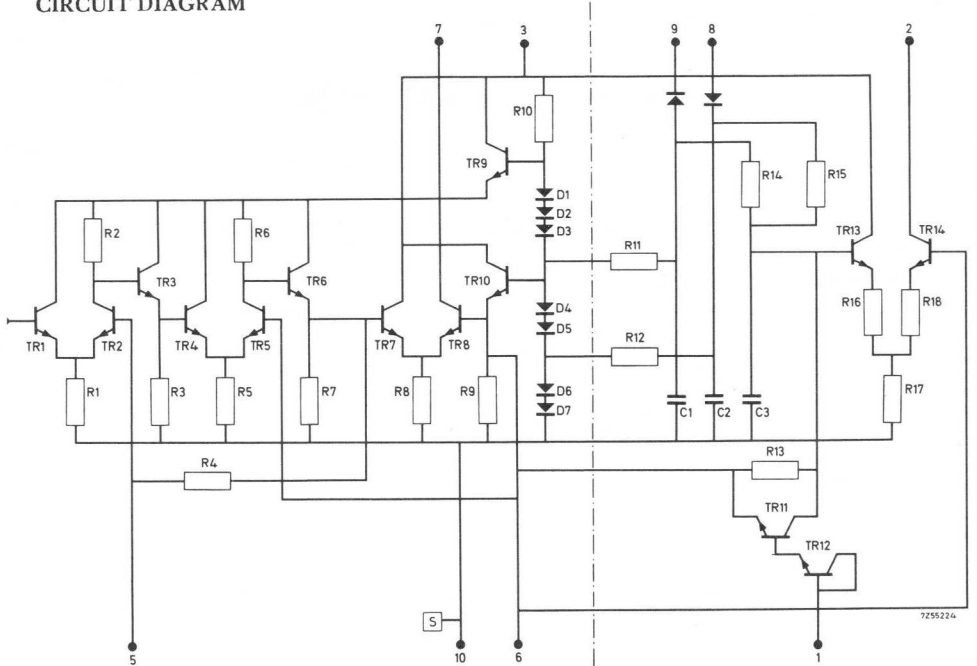 CIRCUIT DIAGRAM
7 3 9 8 2
R10
TR9
R14 R15
D1
D2
D3
R2 R6
R11
TR13 TR14
TR3 TR6 TR10
R16 R18
D4
D5
TR1 TR2 TR4 TR5 TR7 TR8
R12
R1 R3 R5 R7 R8 R9
D6
D7
C1 C2 C3
R17
R4
R13
TR11
TR12
S
7Z55224
5 10 6 1